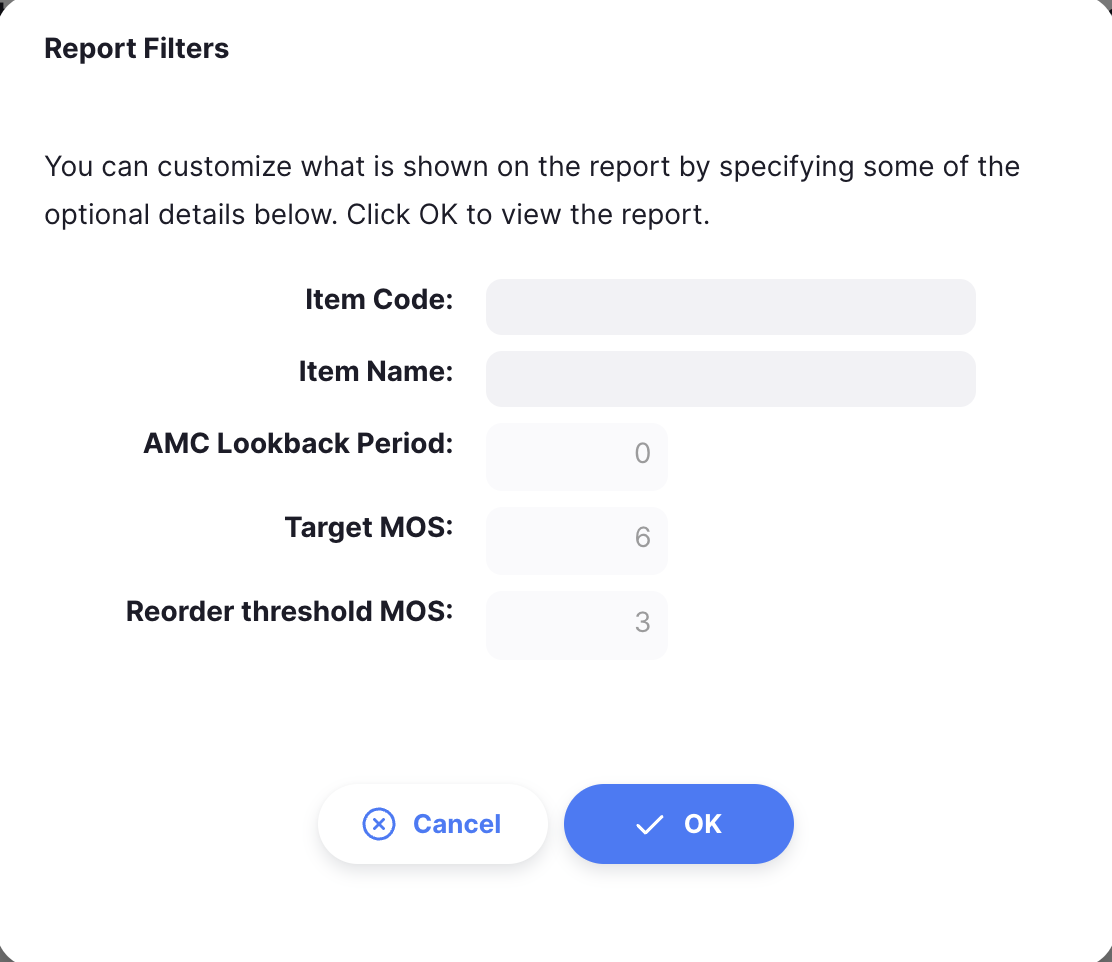 Report Filters
You can customize what is shown on the report by specifying some of the
optional details below. Click OK to view the report.
Item Code:
Item Name:
AMC Lookback Period: 0
Target MOS: 6
Reorder threshold MOS: 3
Cancel OK